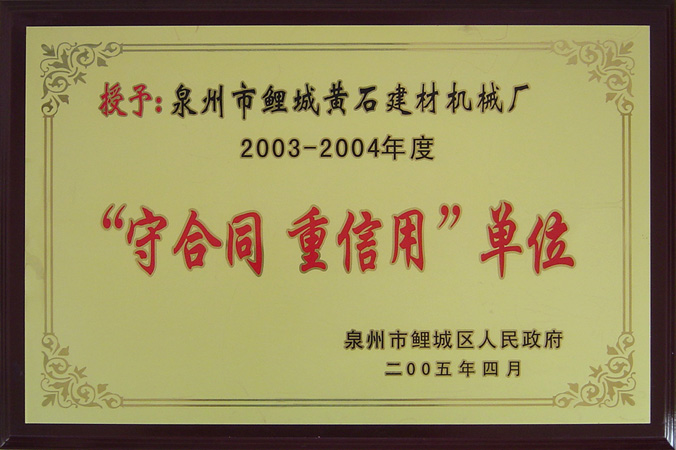 授予:泉州市鲤城黄石建材机械厂
2003-2004年度
“守合同 重信用”单位
泉州市鲤城区人民政府
二00五年四月